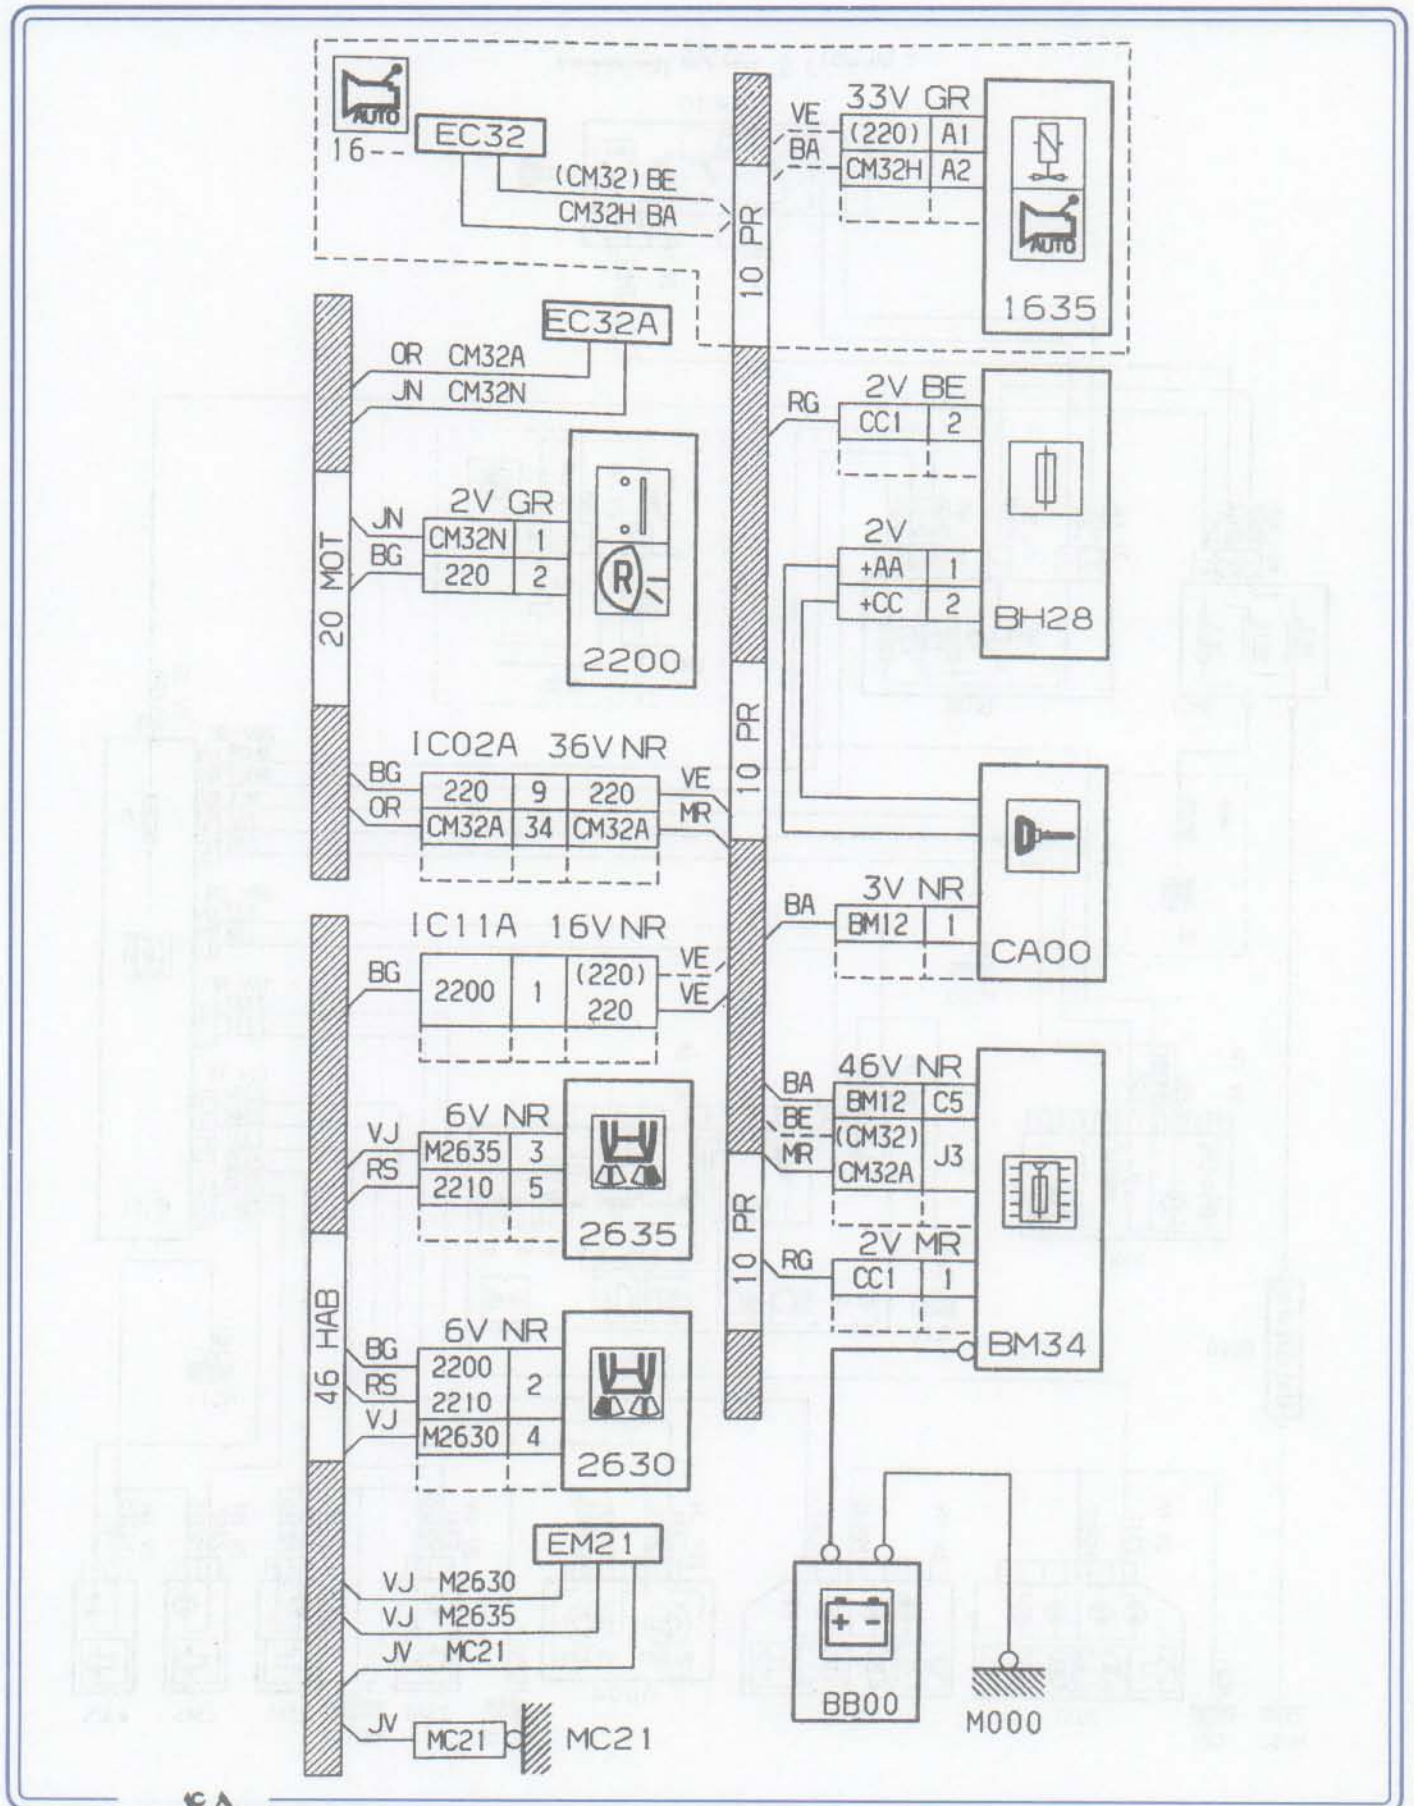 AUTO
16---
EC32
(CM32) BE
CM32H BA
10 PR
VE
BA
33V GR
(220) A1
CM32H A2
AUTO
1635
EC32A
OR CM32A
JN CM32N
20 MOT
JN
BG
2V GR
CM32N 1
220 2
R
2200
RG
2V BE
CC1 2
2V
+AA 1
+CC 2
BH28
10 PR
IC02A 36V NR
BG 220 9 220 VE
OR CM32A 34 CM32A MR
BA
3V NR
BM12 1
CA00
IC11A 16V NR
BG 2200 1 (220) VE
220 VE
46 HAB
6V NR
VJ M2635 3
RS 2210 5
2635
10 PR
46V NR
BA BM12 C5
BE (CM32) J3
MR CM32A
2V MR
RG CC1 1
BM34
6V NR
BG 2200 2
RS 2210
VJ M2630 4
2630
EM21
VJ M2630
VJ M2635
JV MC21
JV MC21 MC21
+ -
BB00
M000